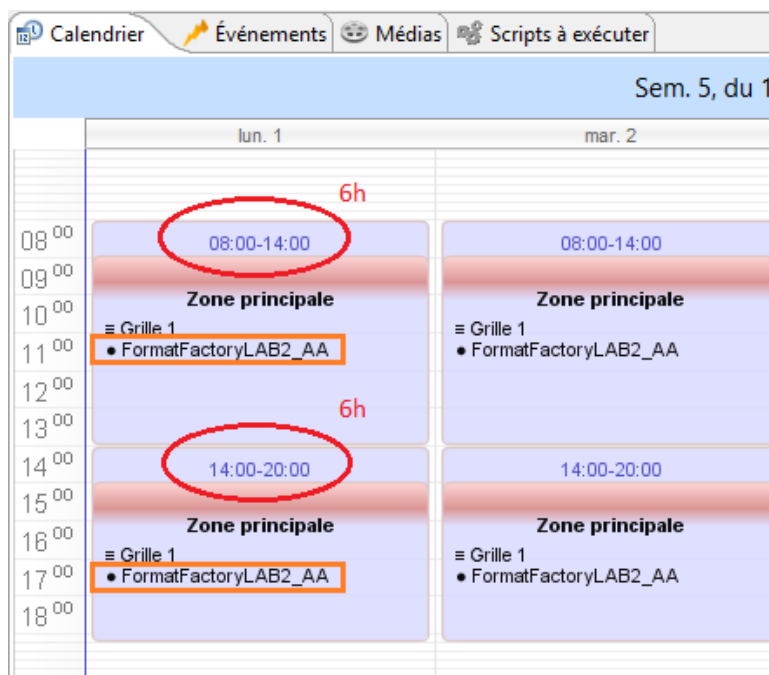 Calendrier Événements Médias Scripts à exécuter
Sem. 5, du 1
lun. 1 mar. 2
6h
08:00-14:00 08:00-14:00
08 00
09 00
Zone principale Zone principale
10 00
≡ Grille 1 ≡ Grille 1
● FormatFactoryLAB2_AA ● FormatFactoryLAB2_AA
11 00
12 00
6h
13 00
14:00-20:00 14:00-20:00
14 00
15 00
Zone principale Zone principale
16 00
≡ Grille 1 ≡ Grille 1
● FormatFactoryLAB2_AA ● FormatFactoryLAB2_AA
17 00
18 00